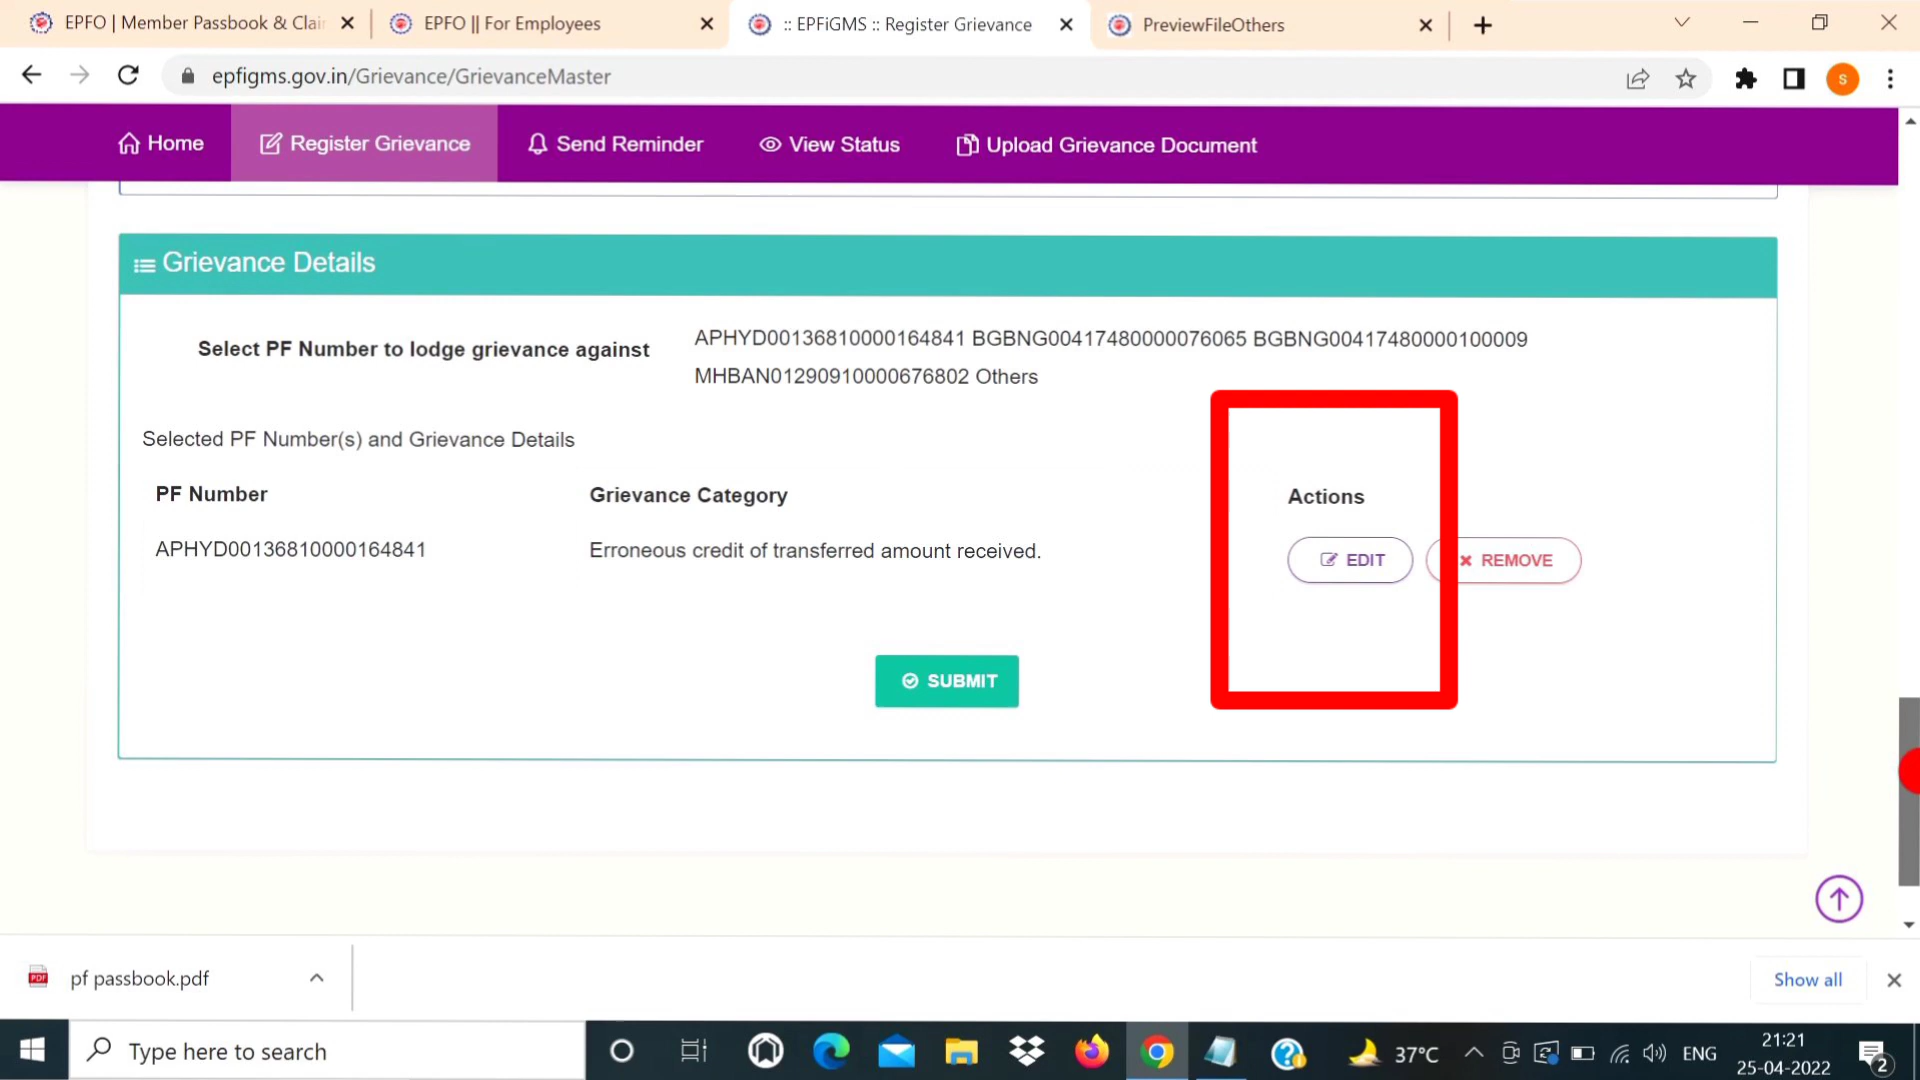 EPFO | Member Passbook & Clai
EPFO || For Employees
:: EPFiGMS :: Register Grievance
PreviewFileOthers
epfigms.gov.in/Grievance/GrievanceMaster
S
Home
Register Grievance
Send Reminder
View Status
Upload Grievance Document
Grievance Details
Select PF Number to lodge grievance against
APHYD00136810000164841 BGBNG00417480000076065 BGBNG00417480000100009
MHBAN01290910000676802 Others
Selected PF Number(s) and Grievance Details
PF Number
Grievance Category
Actions
APHYD00136810000164841
Erroneous credit of transferred amount received.
EDIT
REMOVE
SUBMIT
PDF
pf passbook.pdf
Show all
Type here to search
37°C
ENG
21:21
25-04-2022
2